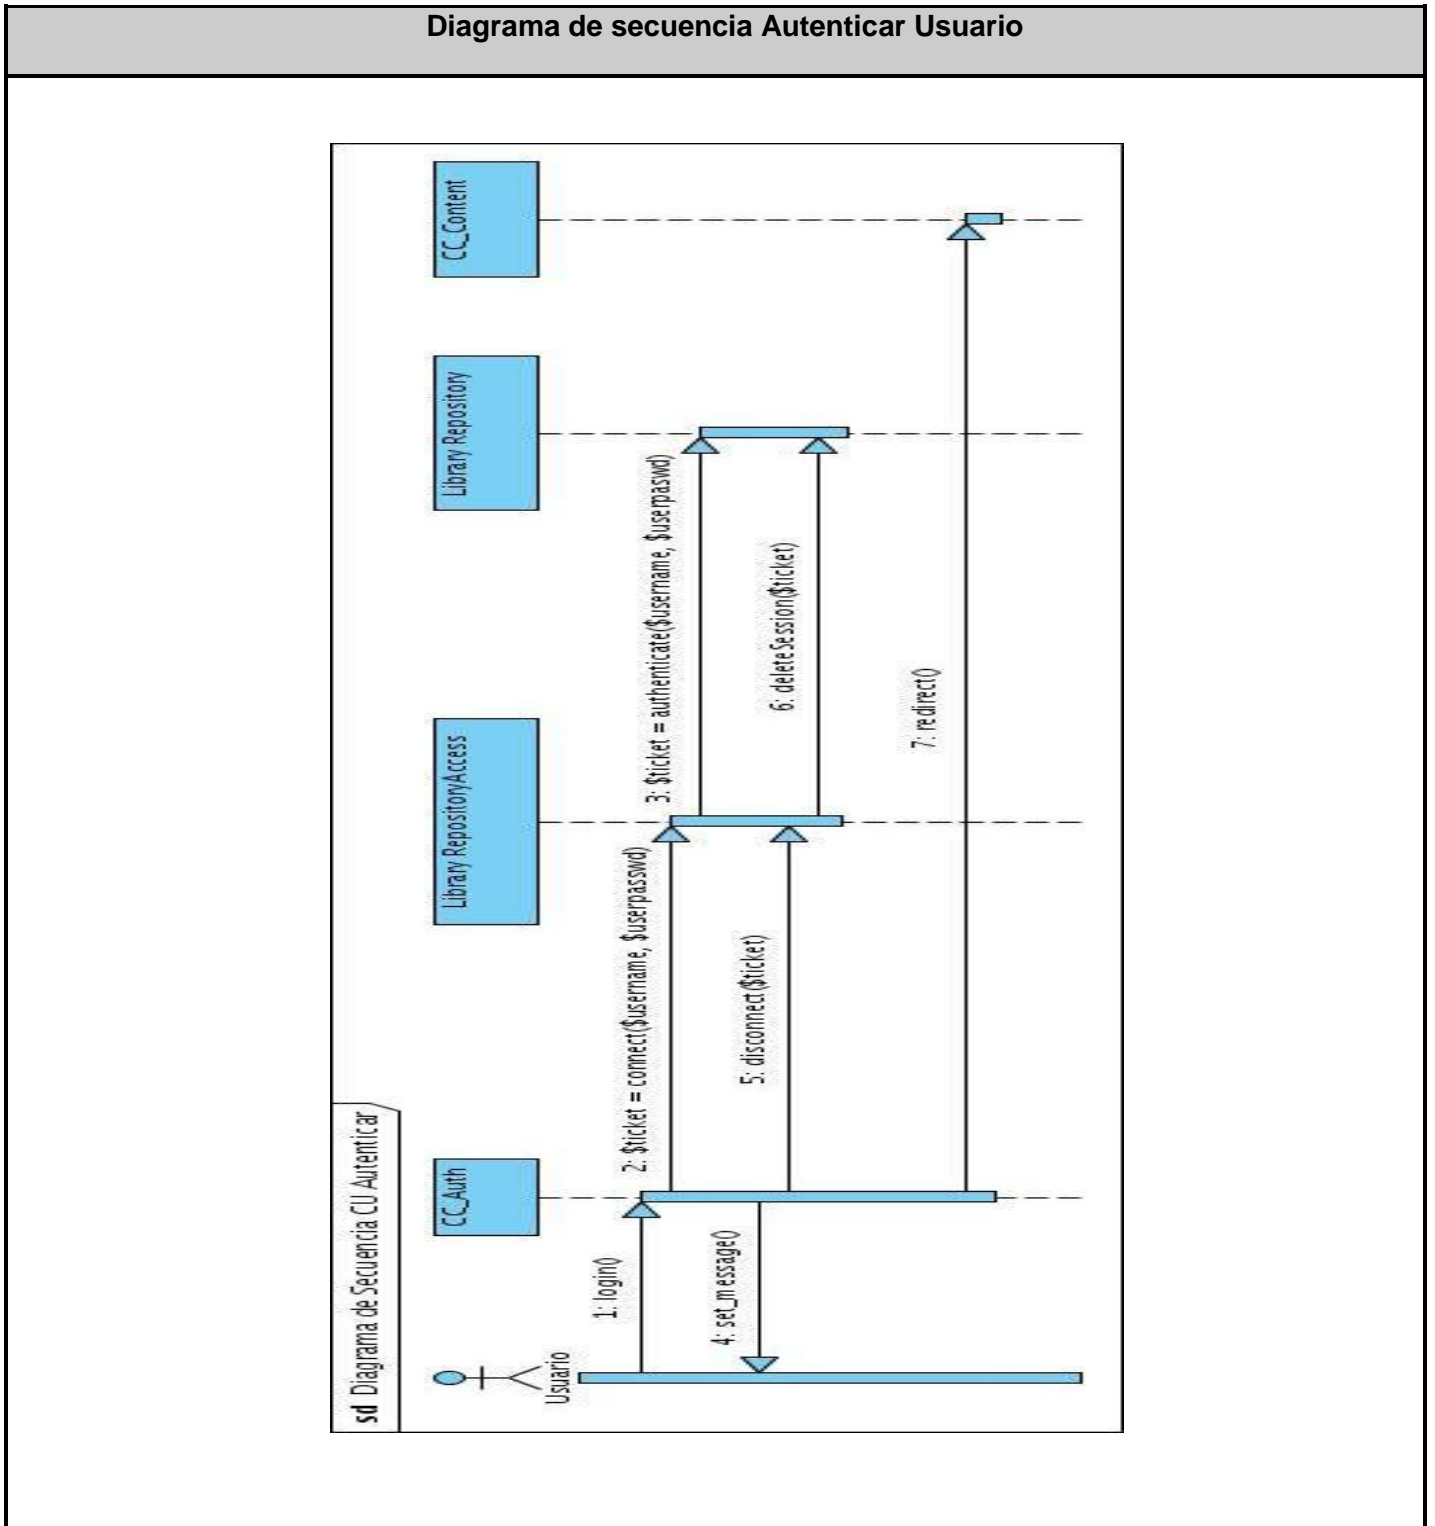 Diagrama de secuencia Autenticar Usuario
sd Diagrama de Secuencia CU Autenticar
Usuario
CC_Auth
Library RepositoryAccess
Library Repository
CC_Content
1: login()
2: $ticket = connect($username, $userpasswd)
3: $ticket = authenticate($username, $userpaswd)
4: set_message()
5: disconnect($ticket)
6: deleteSession($ticket)
7: redirect()